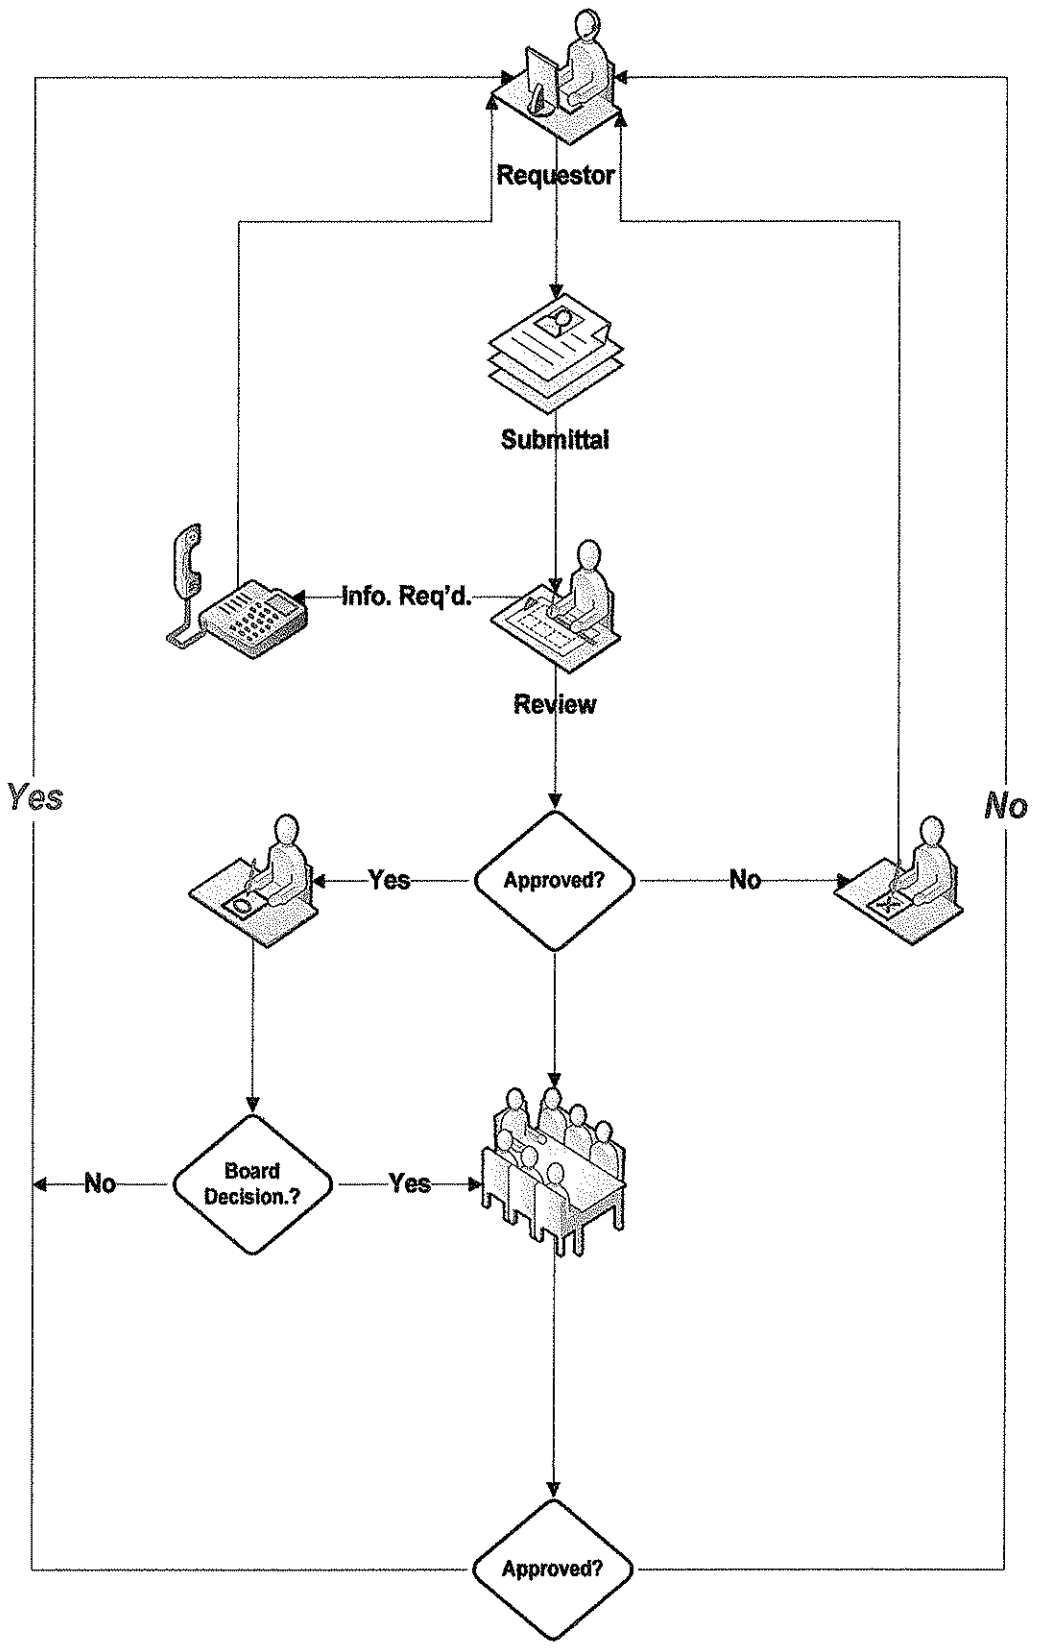 Requestor
Submittal
Info. Req'd.
Review
Yes
No
Yes
Approved?
No
Board
Decision.?
No
Yes
Approved?